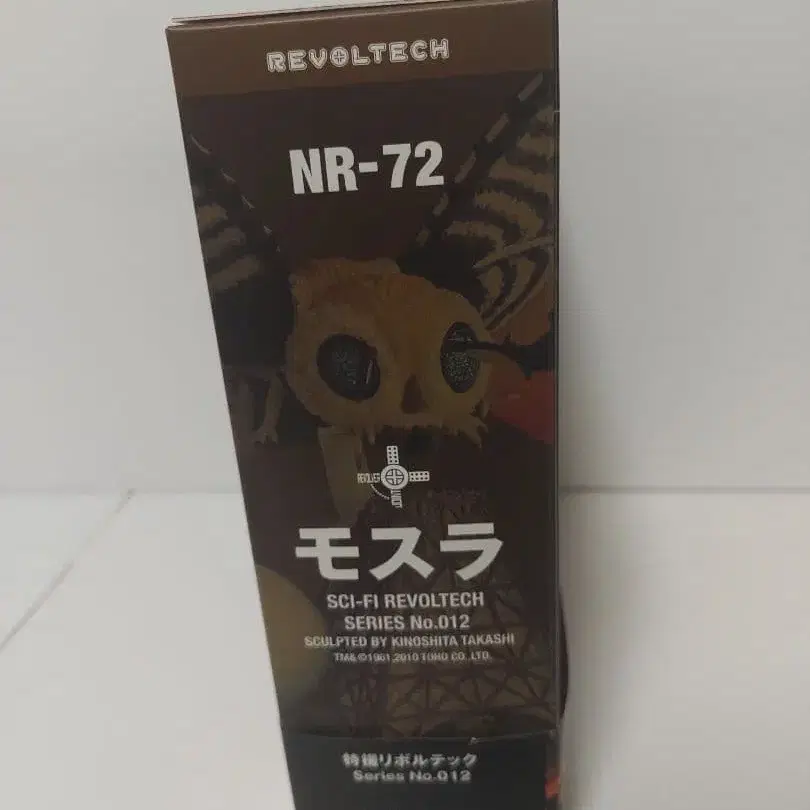 REVOLTECH
NR-72
REVOLVER
モスラ
SCI-FI REVOLTECH
SERIES No.012
SCULPTED BY KINOSHITA TAKASHI
TM& ©1961,2010 TOHO CO.,LTD.
特撮リボルテック
Series No.012